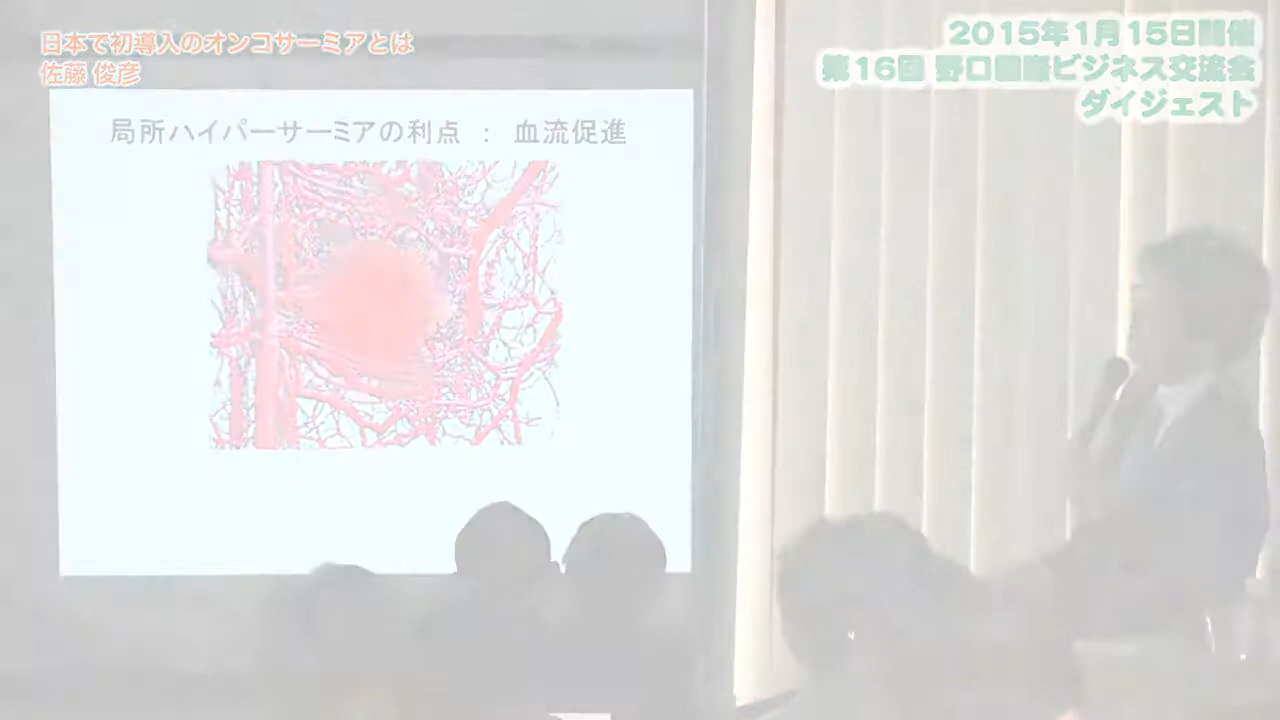 日本で初導入のオンコサーミアとは
佐藤 俊彦
2015年1月15日開催
第16回 野口 ビジネス交流会
ダイジェスト
局所ハイパーサーミアの利点 : 血流促進